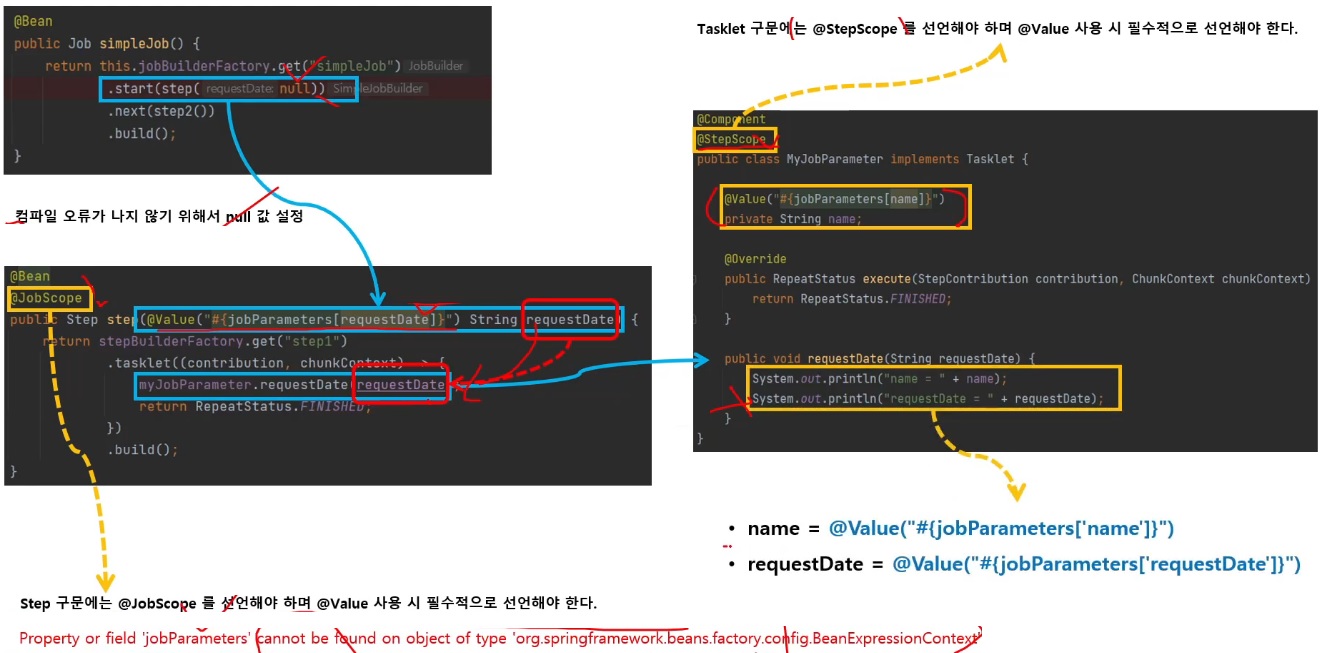 @Bean
public Job simpleJob() {
return this.jobBuilderFactory.get("simpleJob") JobBuilder
.start(step( requestDate: null)) SimpleJobBuilder
.next(step2())
.build();
}
컴파일 오류가 나지 않기 위해서 null 값 설정
@Bean
@JobScope
public Step step(@Value("#{jobParameters[requestDate]}") String requestDate) {
return stepBuilderFactory.get("step1")
.tasklet((contribution, chunkContext) -> {
myJobParameter.requestDate(requestDate);
return RepeatStatus.FINISHED;
})
.build();
}
Step 구문에는 @JobScope 를 선언해야 하며 @Value 사용 시 필수적으로 선언해야 한다.
Property or field 'jobParameters' cannot be found on object of type 'org.springframework.beans.factory.config.BeanExpressionContext'
Tasklet 구문에는 @StepScope 를 선언해야 하며 @Value 사용 시 필수적으로 선언해야 한다.
@Component
@StepScope
public class MyJobParameter implements Tasklet {
@Value("#{jobParameters[name]}")
private String name;
@Override
public RepeatStatus execute(StepContribution contribution, ChunkContext chunkContext)
return RepeatStatus.FINISHED;
}
public void requestDate(String requestDate) {
System.out.println("name = " + name);
System.out.println("requestDate = " + requestDate);
}
}
• name = @Value("#{jobParameters['name']}")
• requestDate = @Value("#{jobParameters['requestDate']}")